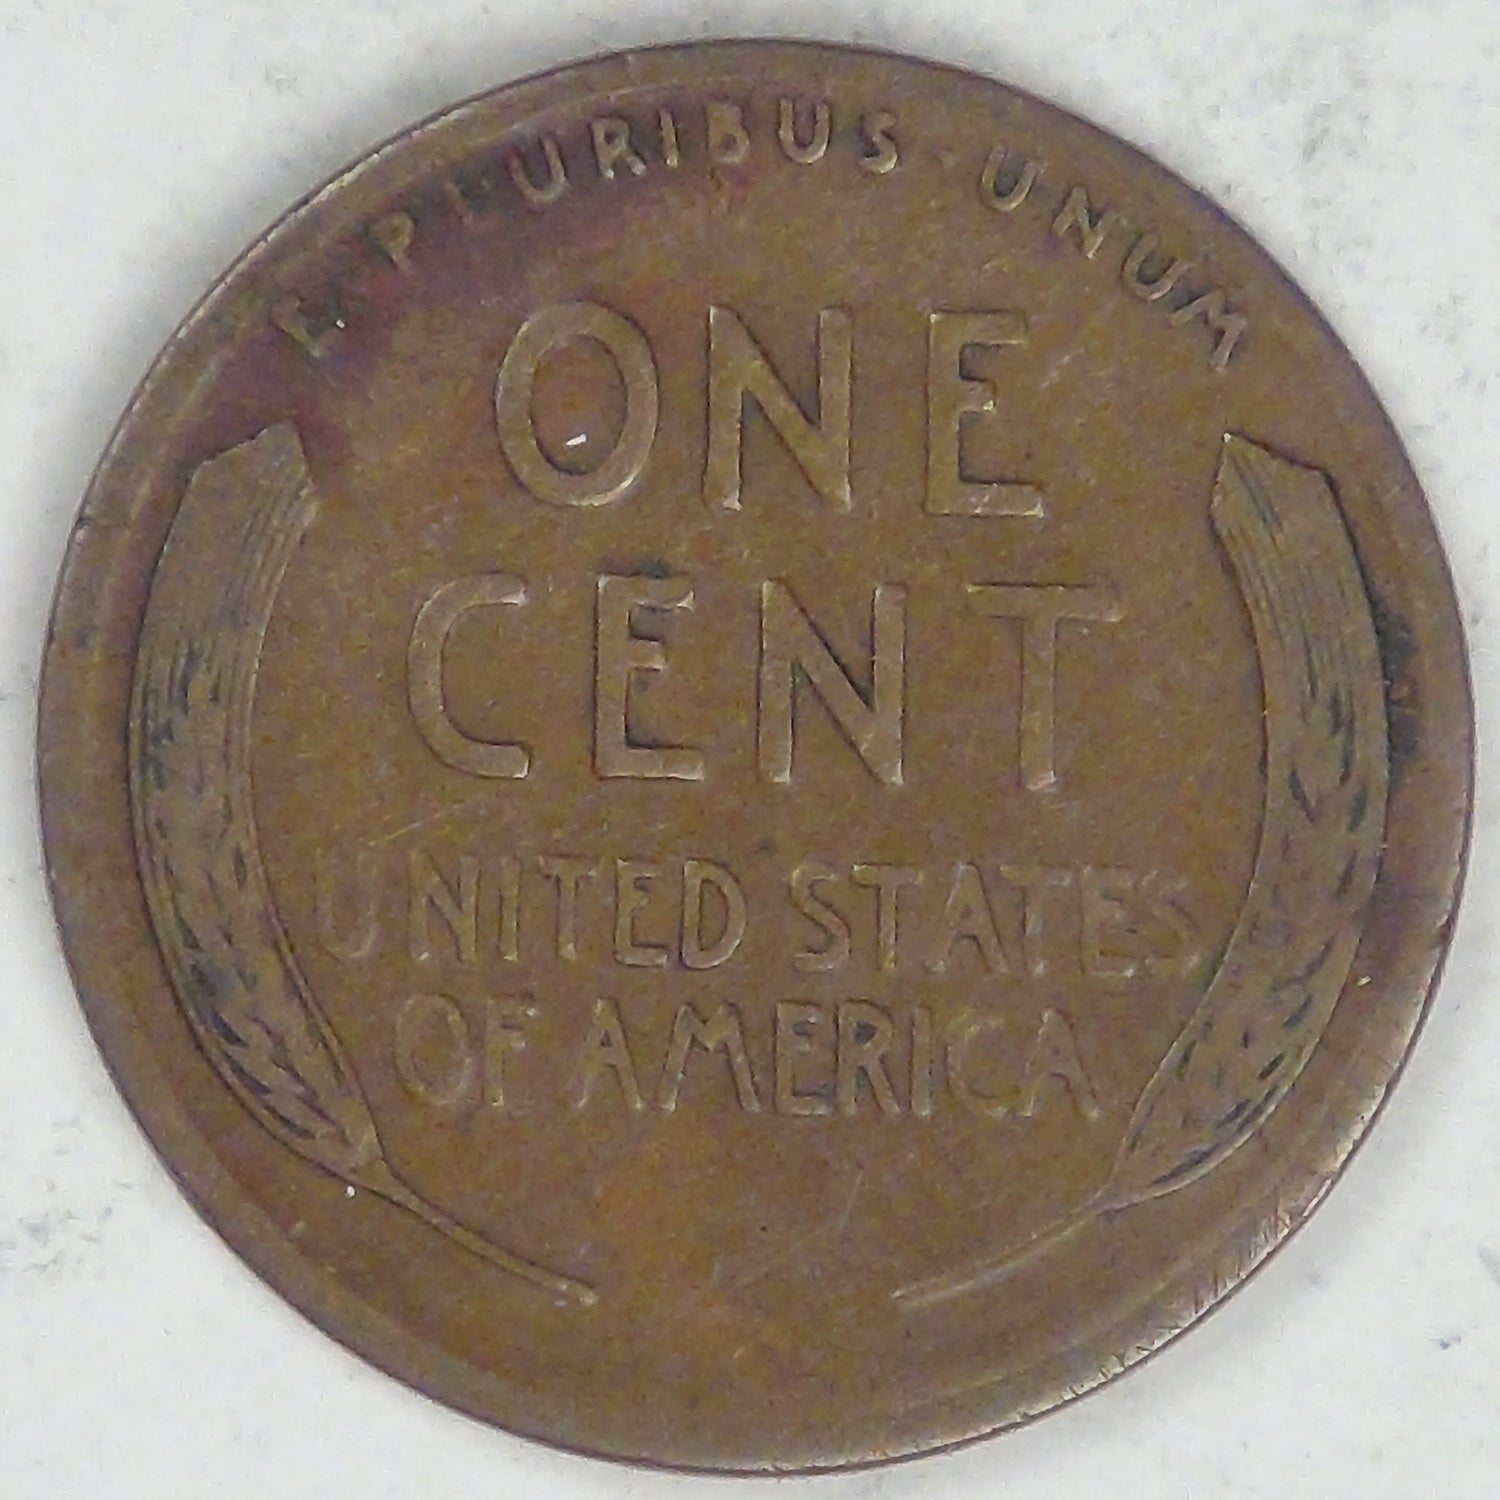 E PLURIBUS · UNUM
ONE
CENT
UNITED STATES
OF AMERICA